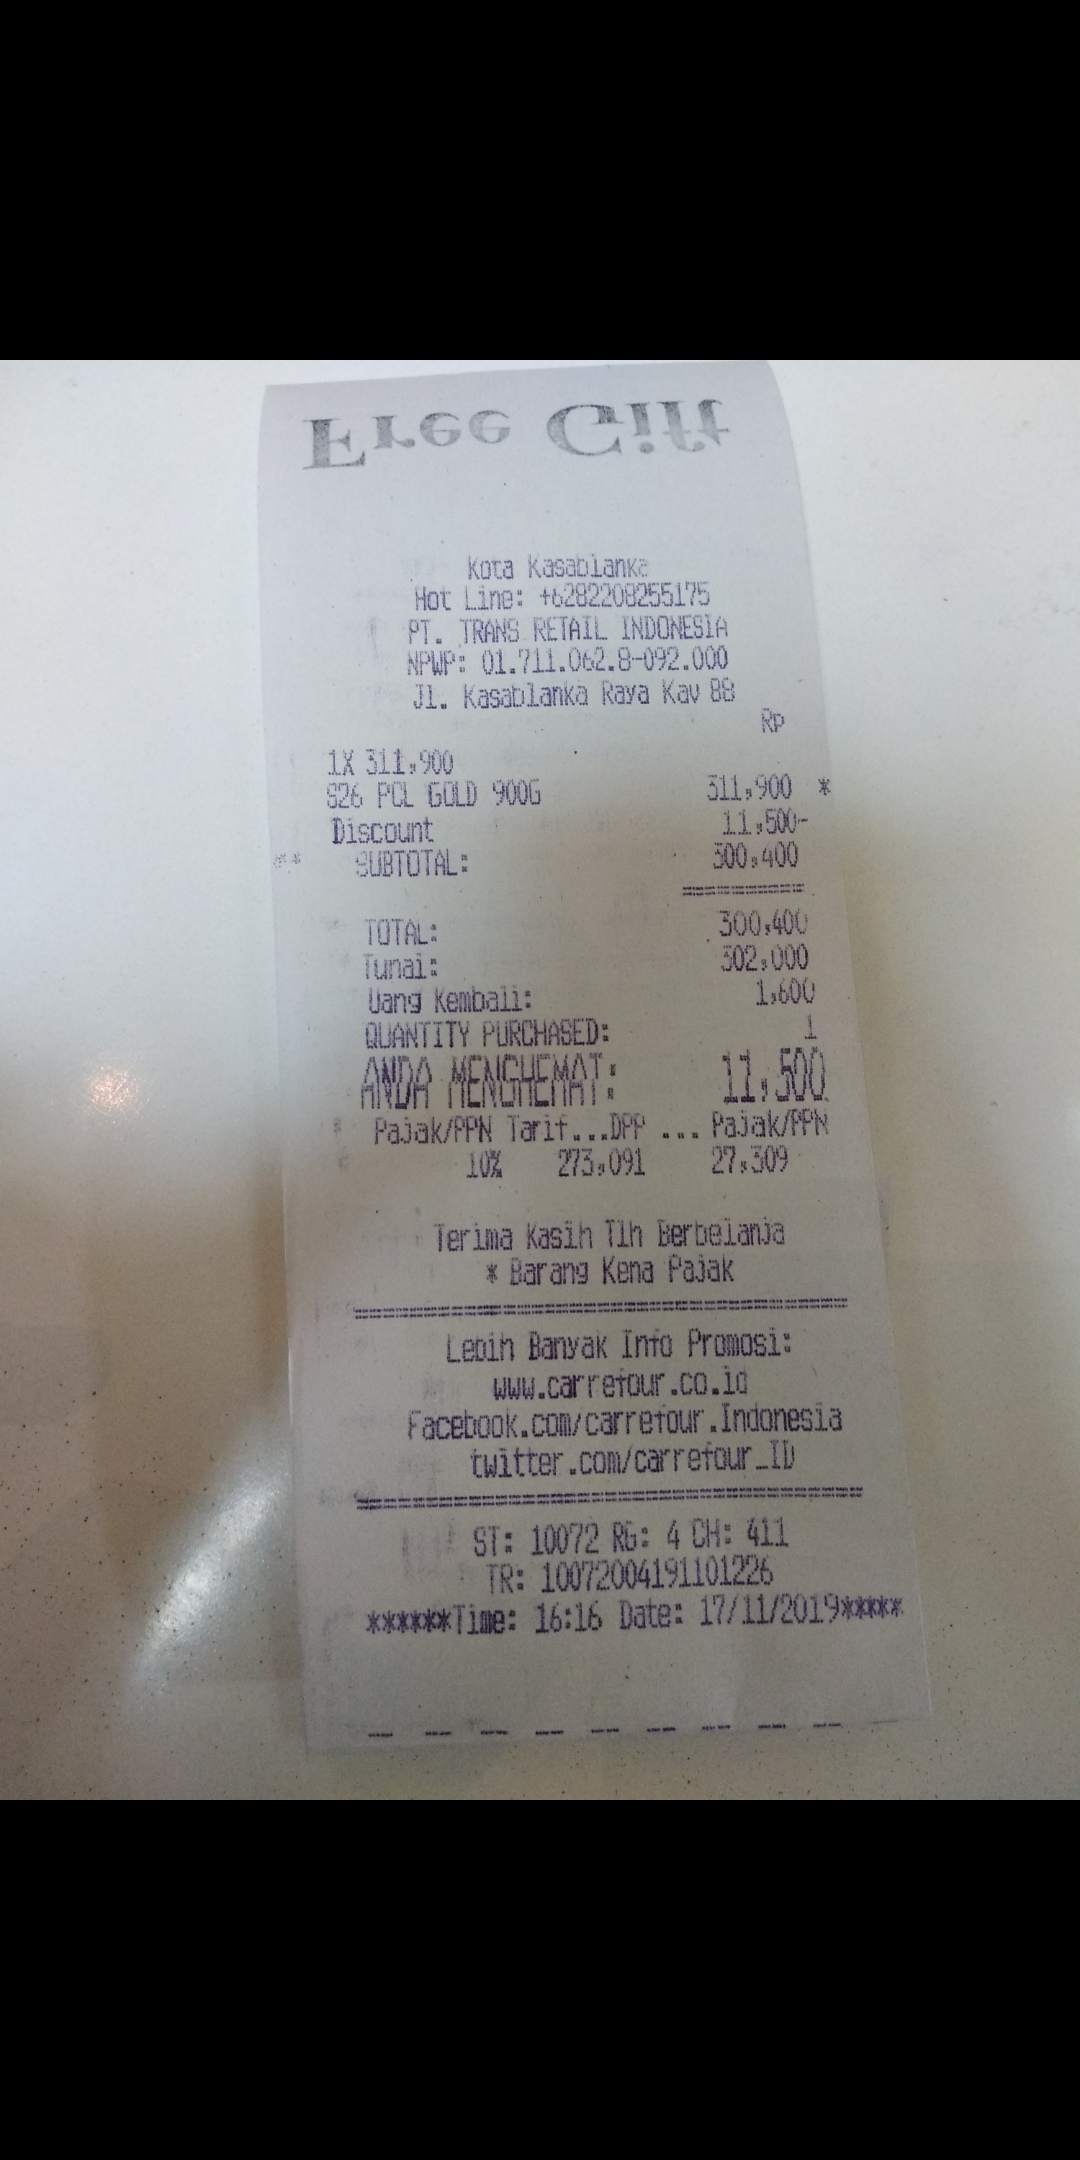 Free Gift
Kota Kasablanka
Hot Line: +6282208255175
PT. TRANS RETAIL INDONESIA
NPWP: 01.711.062.8-092.000
Jl. Kasablanka Raya Kav 88
Rp
1X 311,900
S26 PCL GOLD 900G 311,900 *
Discount 11,500-
SUBTOTAL: 300,400
TOTAL: 300,400
Tunai: 302,000
Uang Kembali: 1,600
QUANTITY PURCHASED: 1
ANDA MENGHEMAT: 11,500
Pajak/PPN Tarif...DPP ... Pajak/PPN
10% 273,091 27,309
Terima Kasih Tlh Berbelanja
* Barang Kena Pajak
Lebih Banyak Info Promosi:
www.carrefour.co.id
Facebook.com/carrefour.Indonesia
twitter.com/carrefour_ID
ST: 10072 RG: 4 CH: 411
TR: 10072004191101226
******Time: 16:16 Date: 17/11/2019*****